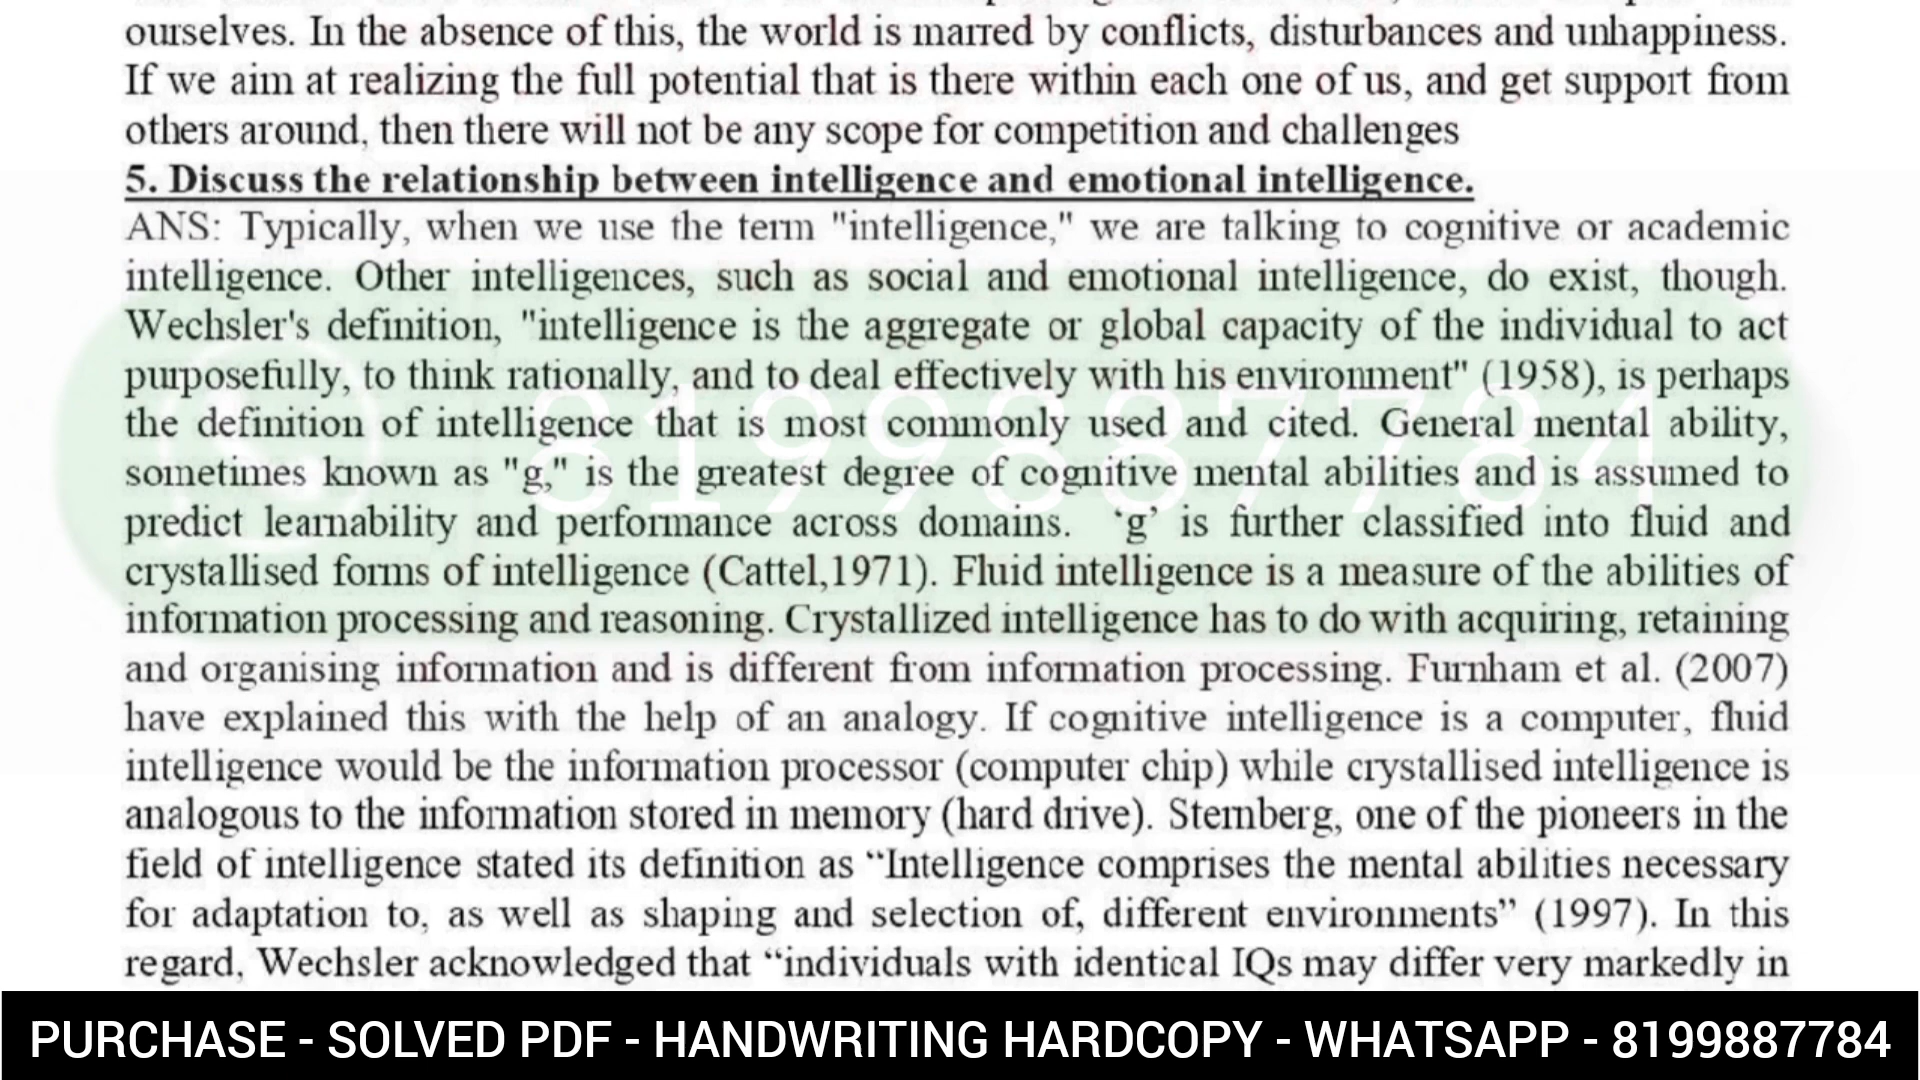 ourselves. In the absence of this, the world is marred by conflicts, disturbances and unhappiness.
If we aim at realizing the full potential that is there within each one of us, and get support from
others around, then there will not be any scope for competition and challenges
5. Discuss the relationship between intelligence and emotional intelligence.
ANS: Typically, when we use the term "intelligence," we are talking to cognitive or academic
intelligence. Other intelligences, such as social and emotional intelligence, do exist, though.
Wechsler's definition, "intelligence is the aggregate or global capacity of the individual to act
purposefully, to think rationally, and to deal effectively with his environment" (1958), is perhaps
the definition of intelligence that is most commonly used and cited. General mental ability,
sometimes known as "g," is the greatest degree of cognitive mental abilities and is assumed to
predict learnability and performance across domains. ‘g’ is further classified into fluid and
crystallised forms of intelligence (Cattel,1971). Fluid intelligence is a measure of the abilities of
information processing and reasoning. Crystallized intelligence has to do with acquiring, retaining
and organising information and is different from information processing. Furnham et al. (2007)
have explained this with the help of an analogy. If cognitive intelligence is a computer, fluid
intelligence would be the information processor (computer chip) while crystallised intelligence is
analogous to the information stored in memory (hard drive). Sternberg, one of the pioneers in the
field of intelligence stated its definition as “Intelligence comprises the mental abilities necessary
for adaptation to, as well as shaping and selection of, different environments” (1997). In this
regard, Wechsler acknowledged that “individuals with identical IQs may differ very markedly in
8199887784
PURCHASE - SOLVED PDF - HANDWRITING HARDCOPY - WHATSAPP - 8199887784